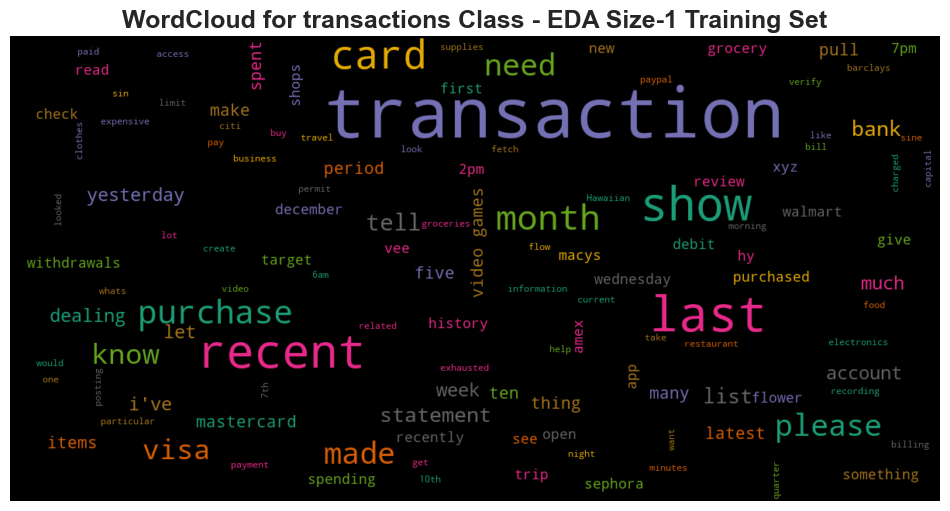 WordCloud for transactions Class - EDA Size-1 Training Set
paid access spent card supplies new grocery pull 7pm
read shops need barclays
sin first paypal verify
check limit make transaction
citi bank
clothes expensive pay buy travel look fetch like sine
business bill
period 2pm xyz charged capital
permit review
yesterday Hawaiian show
looked december tell groceries month walmart
morning
lot vee flow debit give
create macys hy
withdrawals target video games
6am five wednesday purchased much
whats video information
current food
dealing purchase last
let history
related amex take restaurant electronics
would know recent help
one exhausted app account
posting 7th week ten many list flower recording
i've thing
particular mastercard statement please
items recently see open want latest billing
visa made night
payment get minutes
spending 10th trip sephora quarter something